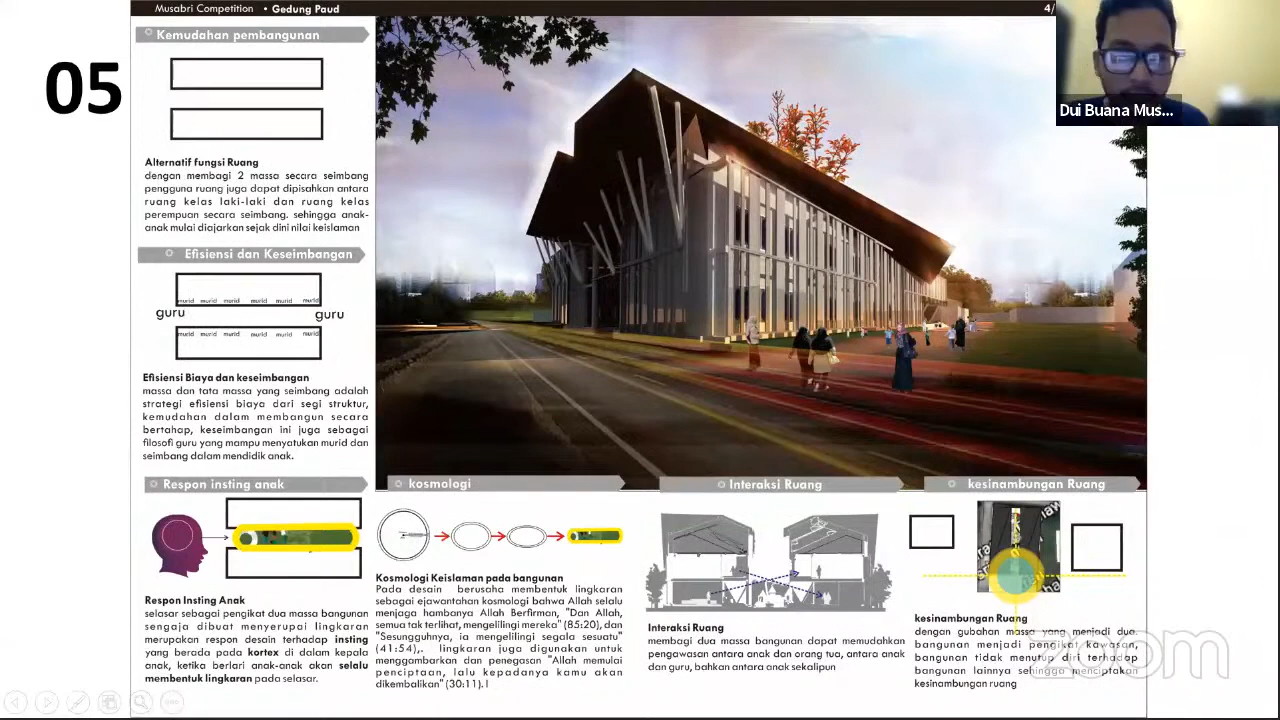 Musabri Competition • Gedung Paud
4/
05
Dui Buana Mus...
Kemudahan pembangunan
Alternatif fungsi Ruang
dengan membagi 2 massa secara seimbang
pengguna ruang juga dapat dipisahkan antara
ruang kelas laki-laki dan ruang kelas
perempuan secara seimbang. sehingga anak-
anak mulai diajarkan sejak dini nilai keislaman
Efisiensi dan Keseimbangan
murid murid murid murid murid murid
guru guru
murid murid murid murid murid murid
Efisiensi Biaya dan keseimbangan
massa dan tata massa yang seimbang adalah
strategi efisiensi biaya dari segi struktur,
kemudahan dalam membangun secara
bertahap, keseimbangan ini juga sebagai
filosofi guru yang mampu menyatukan murid dan
seimbang dalam mendidik anak.
Respon insting anak
Respon Insting Anak
selasar sebagai pengikat dua massa bangunan
sengaja dibuat menyerupai lingkaran
merupakan respon desain terhadap insting
yang berada pada kortex di dalam kepala
anak, ketika berlari anak-anak akan selalu
membentuk lingkaran pada selasar.
kosmologi
Kosmologi Keislaman pada bangunan
Pada desain berusaha membentuk lingkaran
sebagai ejawantahan kosmologi bahwa Allah selalu
menjaga hambanya Allah Berfirman, "Dan Allah,
semua tak terlihat, mengelilingi mereka" (85:20), dan
"Sesungguhnya, ia mengelilingi segala sesuatu"
(41:54),. lingkaran juga digunakan untuk
menggambarkan dan penegasan "Allah memulai
penciptaan, lalu kepadanya kamu akan
dikembalikan" (30:11). I
Interaksi Ruang
Interaksi Ruang
membagi dua massa bangunan dapat memudahkan
pengawasan antara anak dan orang tua, antara anak
dan guru, bahkan antara anak sekalipun
kesinambungan Ruang
kesinambungan Ruang
dengan gubahan massa yang menjadi dua.
bangunan menjadi pengikat kawasan,
bangunan tidak menutup diri terhadap
bangunan lainnya sehingga menciptakan
kesinambungan ruang
zoom